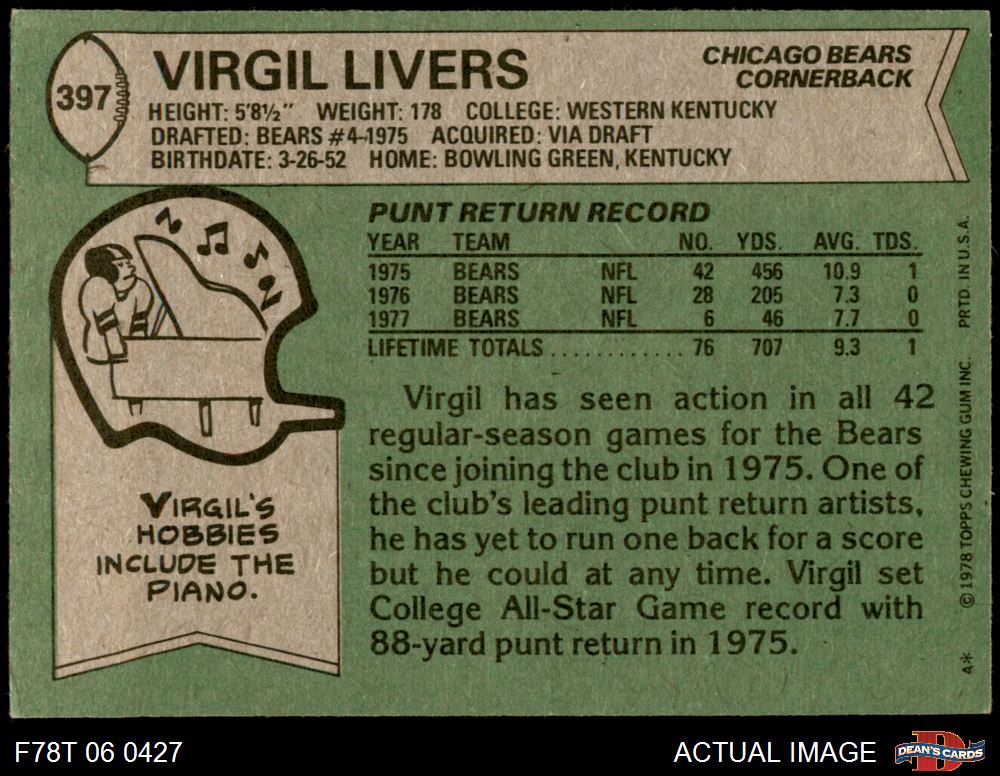 397
VIRGIL LIVERS
CHICAGO BEARS
CORNERBACK
HEIGHT: 5'8½" WEIGHT: 178 COLLEGE: WESTERN KENTUCKY
DRAFTED: BEARS #4-1975 ACQUIRED: VIA DRAFT
BIRTHDATE: 3-26-52 HOME: BOWLING GREEN, KENTUCKY
PUNT RETURN RECORD
YEAR TEAM NO. YDS. AVG. TDS.
1975 BEARS NFL 42 456 10.9 1
1976 BEARS NFL 28 205 7.3 0
1977 BEARS NFL 6 46 7.7 0
LIFETIME TOTALS............ 76 707 9.3 1
Virgil has seen action in all 42
regular-season games for the Bears
since joining the club in 1975. One of
the club's leading punt return artists,
he has yet to run one back for a score
but he could at any time. Virgil set
College All-Star Game record with
88-yard punt return in 1975.
VIRGIL'S
HOBBIES
INCLUDE THE
PIANO.
A* © 1978 TOPPS CHEWING GUM INC. PRTD. IN U.S.A.
F78T 06 0427
ACTUAL IMAGE
D
DEAN'S CARDS